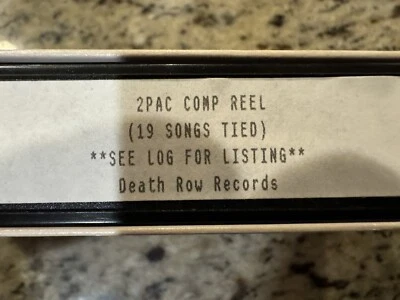 2PAC COMP REEL
(19 SONGS TIED)
**SEE LOG FOR LISTING**
Death Row Records